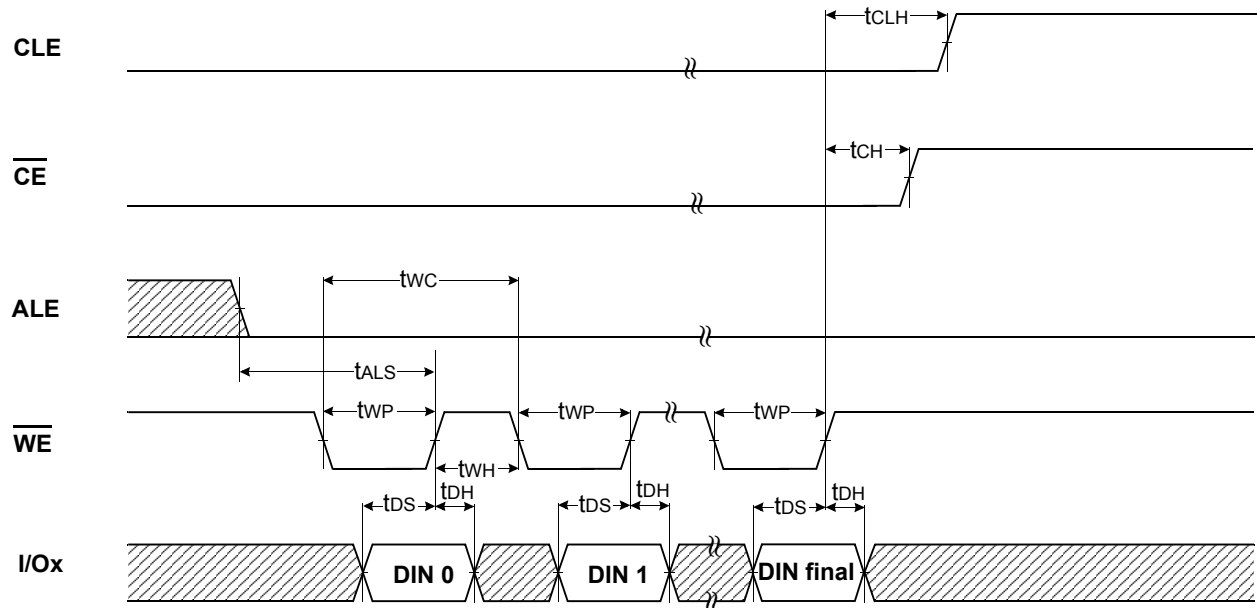 tCLH
CLE
tCH
CE
tWC
ALE
tALS
tWP
tWP
tWP
WE
tWH
tDS
tDH
tDS
tDH
tDS
tDH
I/Ox
DIN 0
DIN 1
DIN final